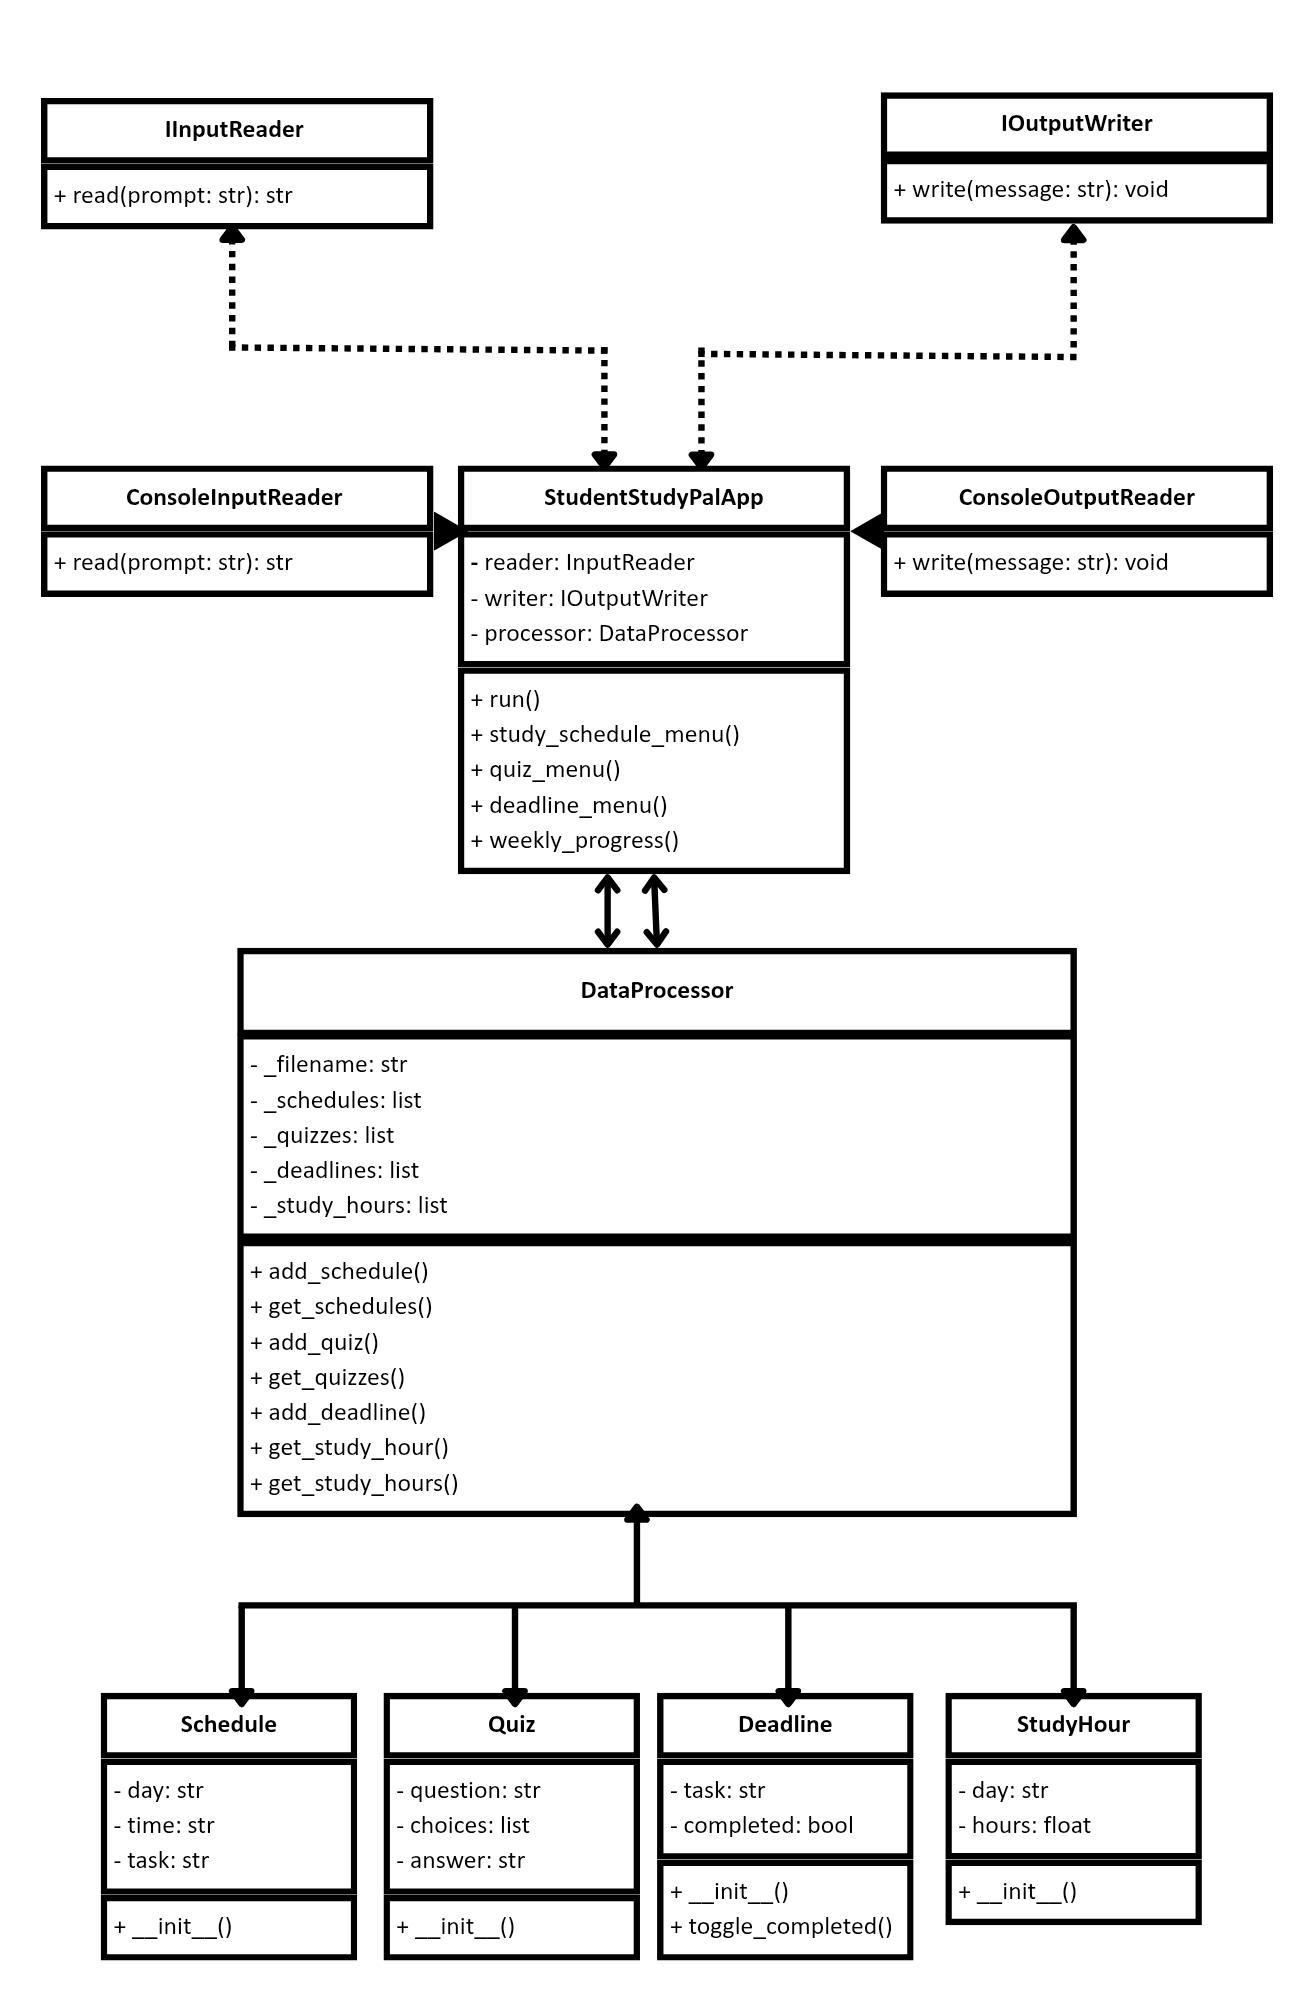 IInputReader
+ read(prompt: str): str
IOutputWriter
+ write(message: str): void
ConsoleInputReader
+ read(prompt: str): str
StudentStudyPalApp
- reader: InputReader
- writer: IOutputWriter
- processor: DataProcessor
+ run()
+ study_schedule_menu()
+ quiz_menu()
+ deadline_menu()
+ weekly_progress()
ConsoleOutputReader
+ write(message: str): void
DataProcessor
- _filename: str
- _schedules: list
- _quizzes: list
- _deadlines: list
- _study_hours: list
+ add_schedule()
+ get_schedules()
+ add_quiz()
+ get_quizzes()
+ add_deadline()
+ get_study_hour()
+ get_study_hours()
Schedule
- day: str
- time: str
- task: str
+ __init__()
Quiz
- question: str
- choices: list
- answer: str
+ __init__()
Deadline
- task: str
- completed: bool
+ __init__()
+ toggle_completed()
StudyHour
- day: str
- hours: float
+ __init__()